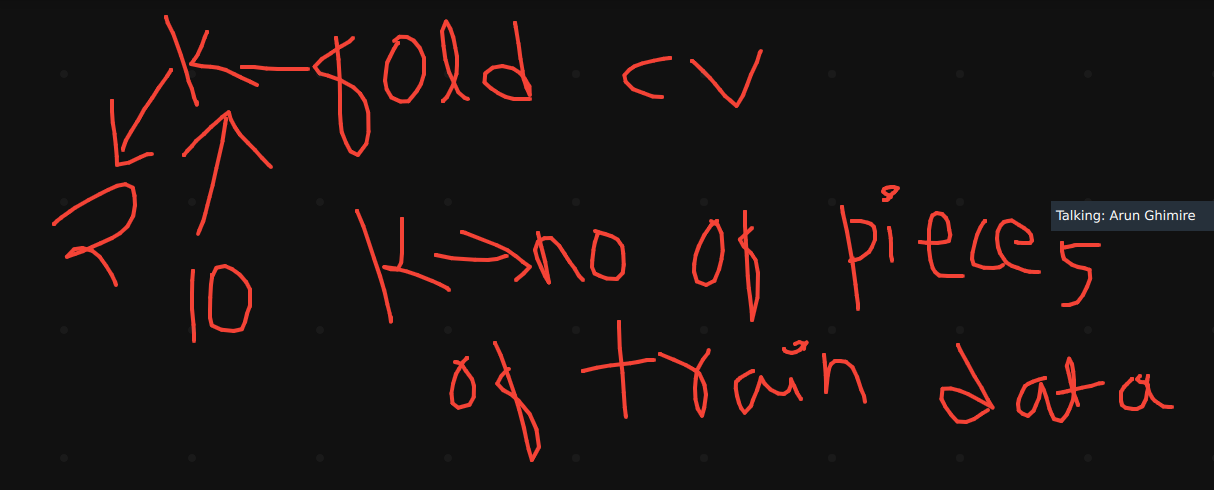 K-fold cv
Talking: Arun Ghimire
K → no of pieces
10
of train data